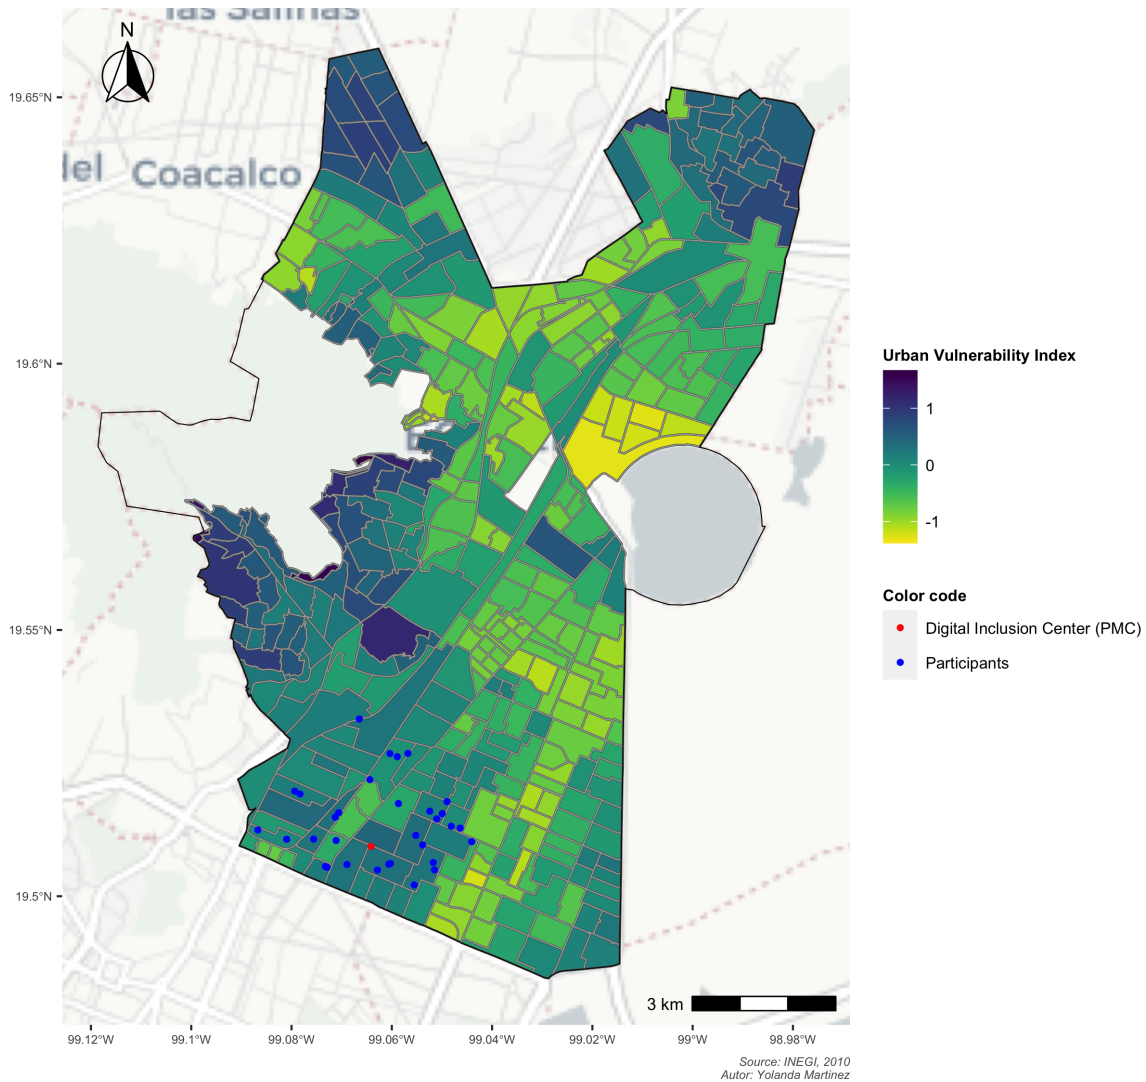 las Salinas
N
19.65°N
del Coacalco
19.6°N
19.55°N
19.5°N
Urban Vulnerability Index
1
0
-1
Color code
Digital Inclusion Center (PMC)
Participants
3 km
99.12°W 99.1°W 99.08°W 99.06°W 99.04°W 99.02°W 99°W 98.98°W
Source: INEGI, 2010
Autor: Yolanda Martinez